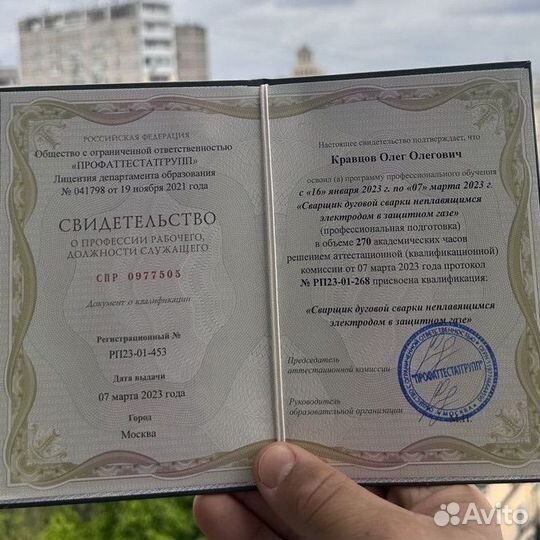 РОССИЙСКАЯ ФЕДЕРАЦИЯ
Общество с ограниченной ответственностью
"ПРОФАТТЕСТАТГРУПП"
Лицензия департамента образования
№ 041798 от 19 ноября 2021 года
СВИДЕТЕЛЬСТВО
О ПРОФЕССИИ РАБОЧЕГО,
ДОЛЖНОСТИ СЛУЖАЩЕГО
СПР 0977505
Документ о квалификации
Регистрационный №
РП23-01-453
Дата выдачи
07 марта 2023 года
Город
Москва
Настоящее свидетельство подтверждает, что
Кравцов Олег Олегович
освоил (а) программу профессионального обучения
с «16» января 2023 г. по «07» марта 2023 г.
«Сварщик дуговой сварки неплавящимся
электродом в защитном газе»
(профессиональная подготовка)
в объеме 270 академических часов
решением аттестационной (квалификационной)
комиссии от 07 марта 2023 года протокол
№ РП23-01-268 присвоена квалификация:
«Сварщик дуговой сварки неплавящимся
электродом в защитном газе»
Председатель
аттестационной комиссии
Руководитель
образовательной организации
"ПРОФАТТЕСТАТГРУПП"
МОСКВА
М.П.
Avito